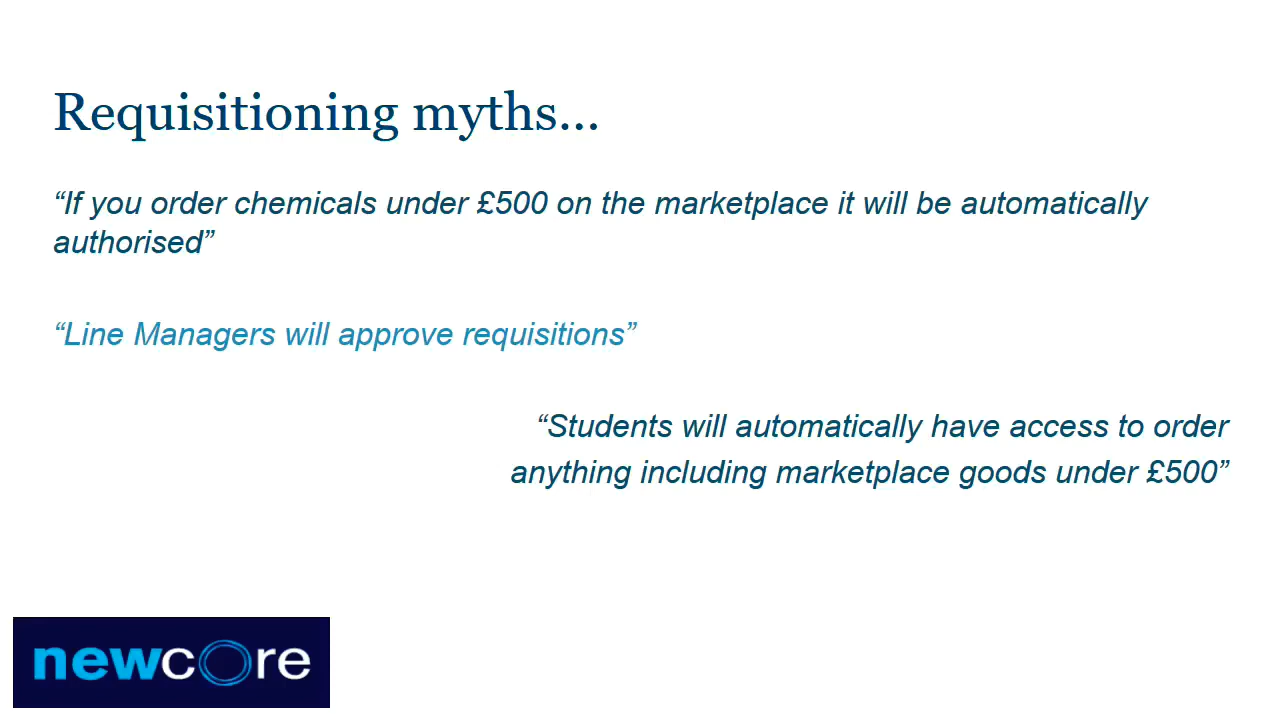 Requisitioning myths...
“If you order chemicals under £500 on the marketplace it will be automatically
authorised”
“Line Managers will approve requisitions”
“Students will automatically have access to order
anything including marketplace goods under £500”
newcore